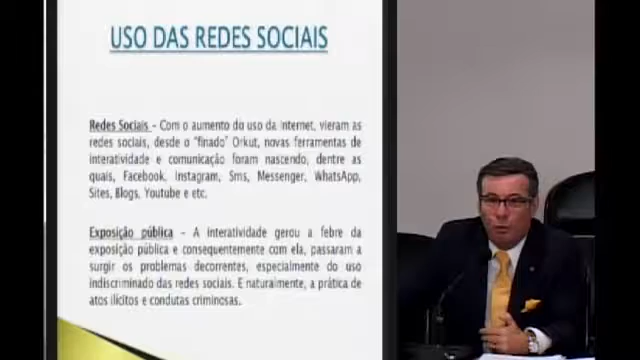 USO DAS REDES SOCIAIS
Redes Sociais - Com o aumento do uso da Internet, vieram as
redes sociais, desde o "finado" Orkut, novas ferramentas de
interatividade e comunicação foram nascendo, dentre as
quais, Facebook, Instagram, Sms, Messenger, WhatsApp,
Sites, Blogs, Youtube e etc.
Exposição pública - A interatividade gerou a febre da
exposição pública e consequentemente com ela, passaram a
surgir os problemas decorrentes, especialmente do uso
indiscriminado das redes sociais. E naturalmente, a prática de
atos ilícitos e condutas criminosas.